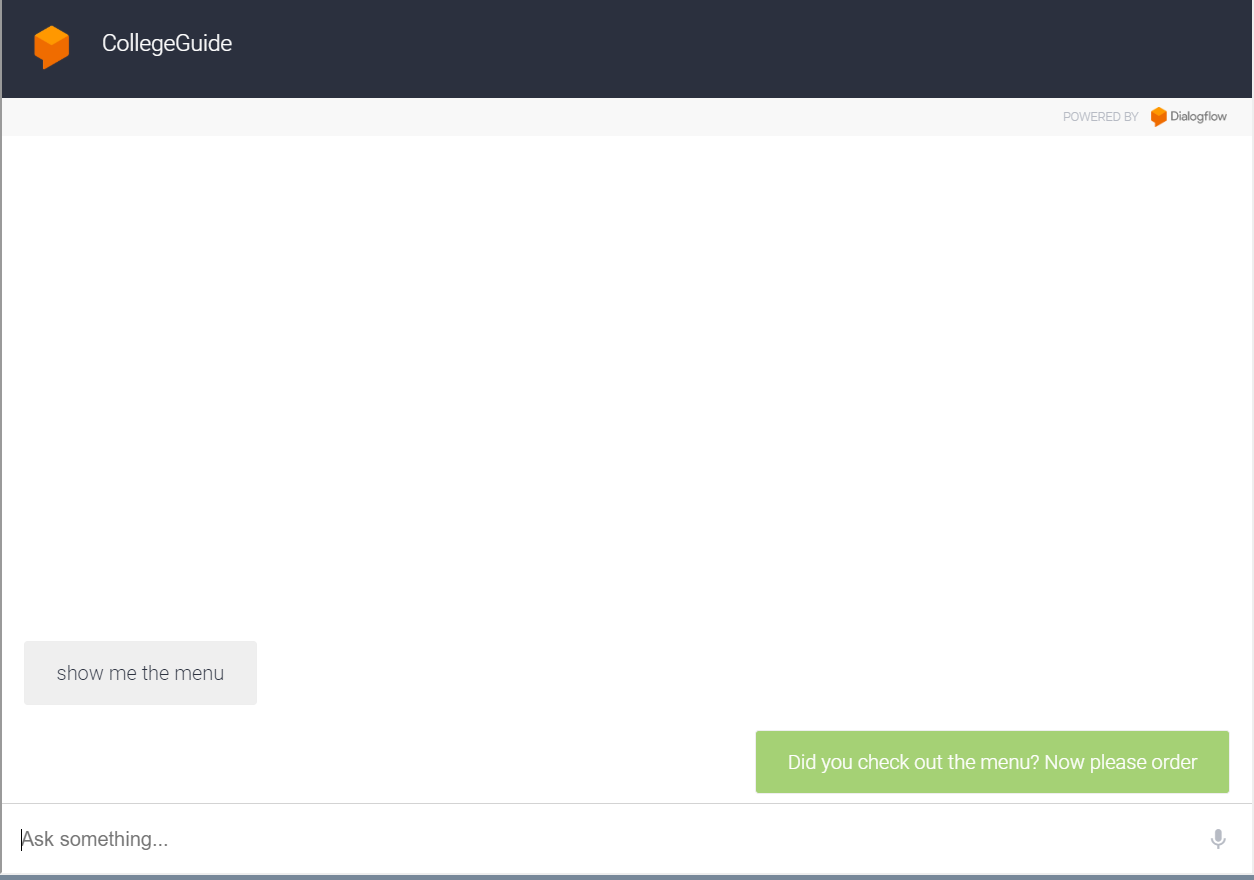 CollegeGuide
POWERED BY Dialogflow
show me the menu
Did you check out the menu? Now please order
Ask something...